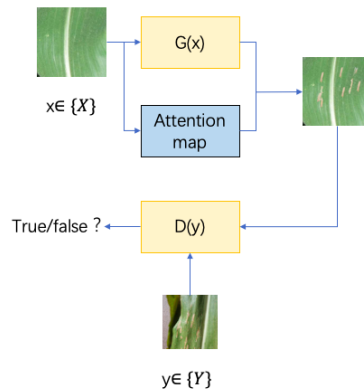 G(x)
x∈ {X}
Attention
map
True/false ?
D(y)
y∈ {Y}